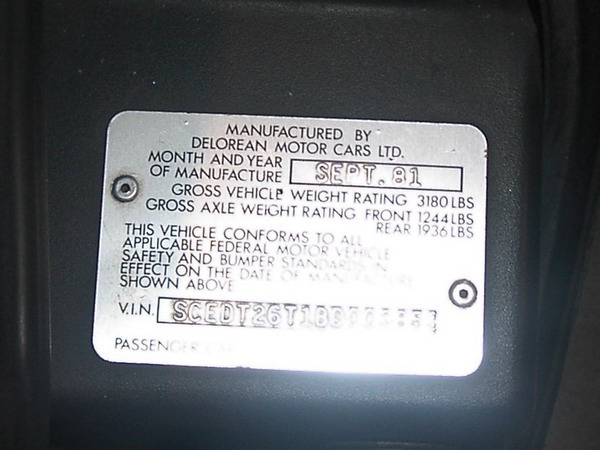 MANUFACTURED BY
DELOREAN MOTOR CARS LTD.
MONTH AND YEAR
OF MANUFACTURE SEPT. 81
GROSS VEHICLE WEIGHT RATING 3180 LBS
GROSS AXLE WEIGHT RATING FRONT 1244 LBS
REAR 1936 LBS
THIS VEHICLE CONFORMS TO ALL
APPLICABLE FEDERAL MOTOR VEHICLE
SAFETY AND BUMPER STANDARDS IN
EFFECT ON THE DATE OF MANUFACTURE
SHOWN ABOVE
V.I.N.
PASSENGER CAR